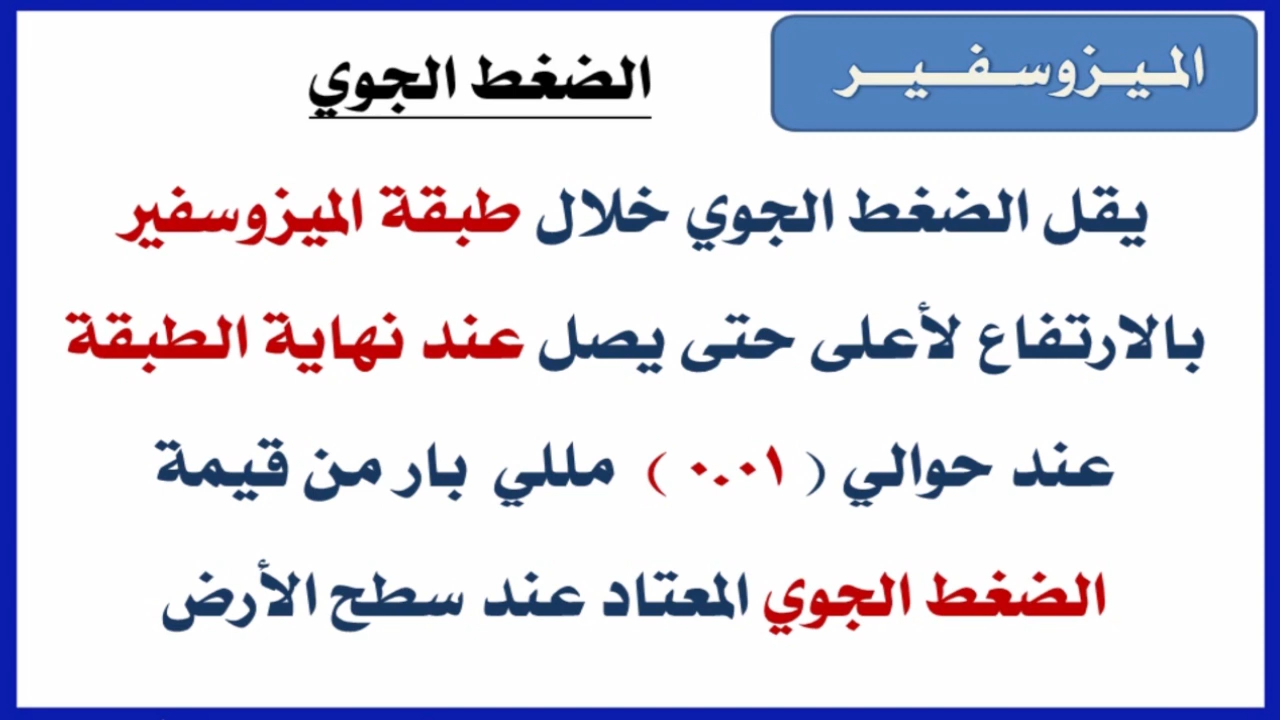 الميزوسفير
الضغط الجوي
يقل الضغط الجوي خلال طبقة الميزوسفير
بالارتفاع لأعلى حتى يصل عند نهاية الطبقة
عند حوالي ( ٠.٠١ ) مللي بار من قيمة
الضغط الجوي المعتاد عند سطح الأرض